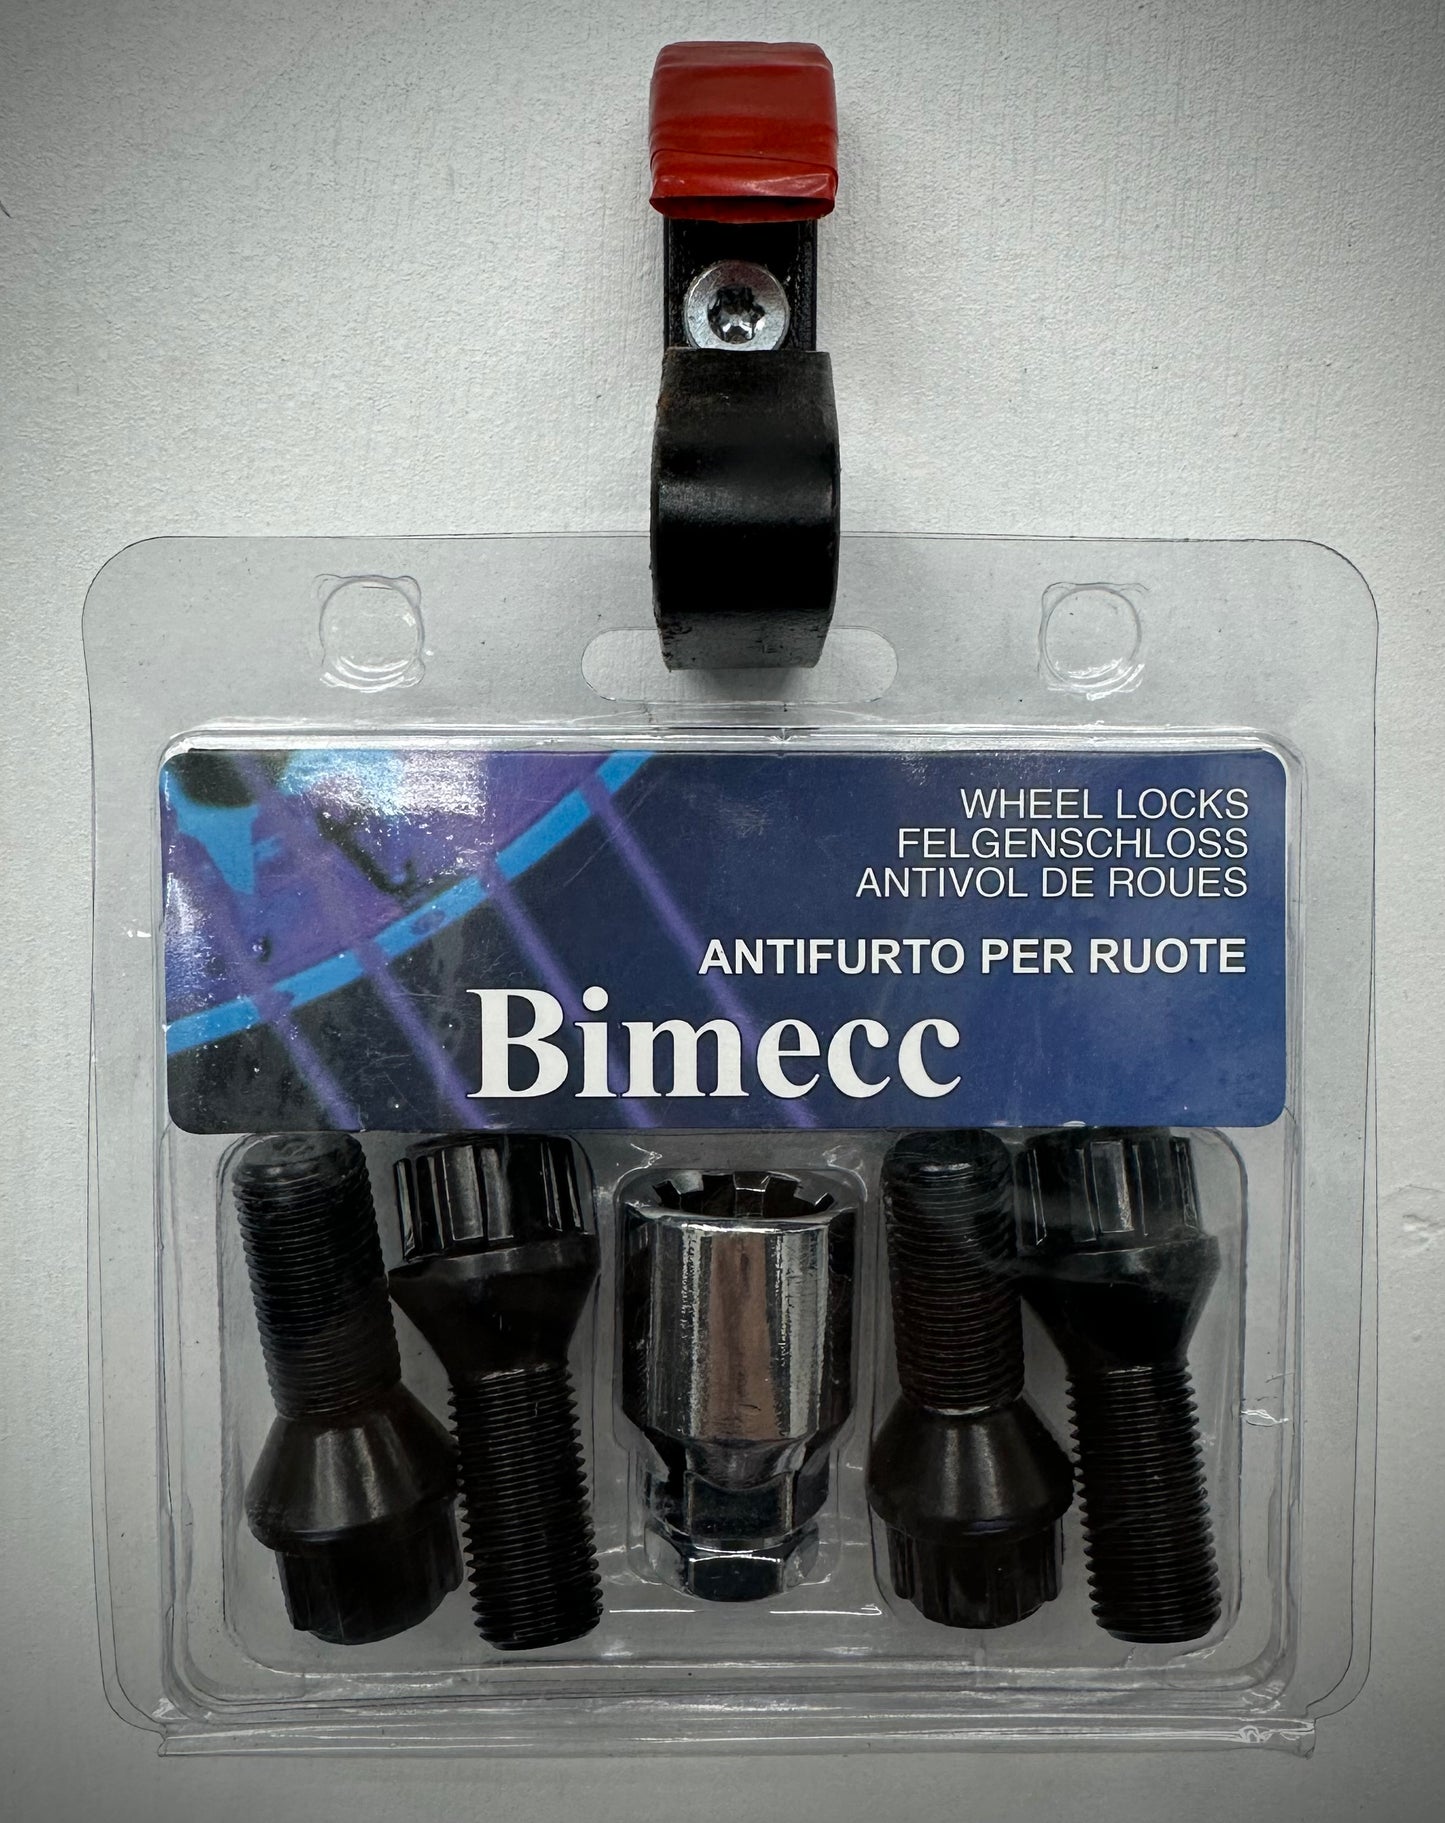 WHEEL LOCKS
FELGENSCHLOSS
ANTIVOL DE ROUES
ANTIFURTO PER RUOTE
Bimecc